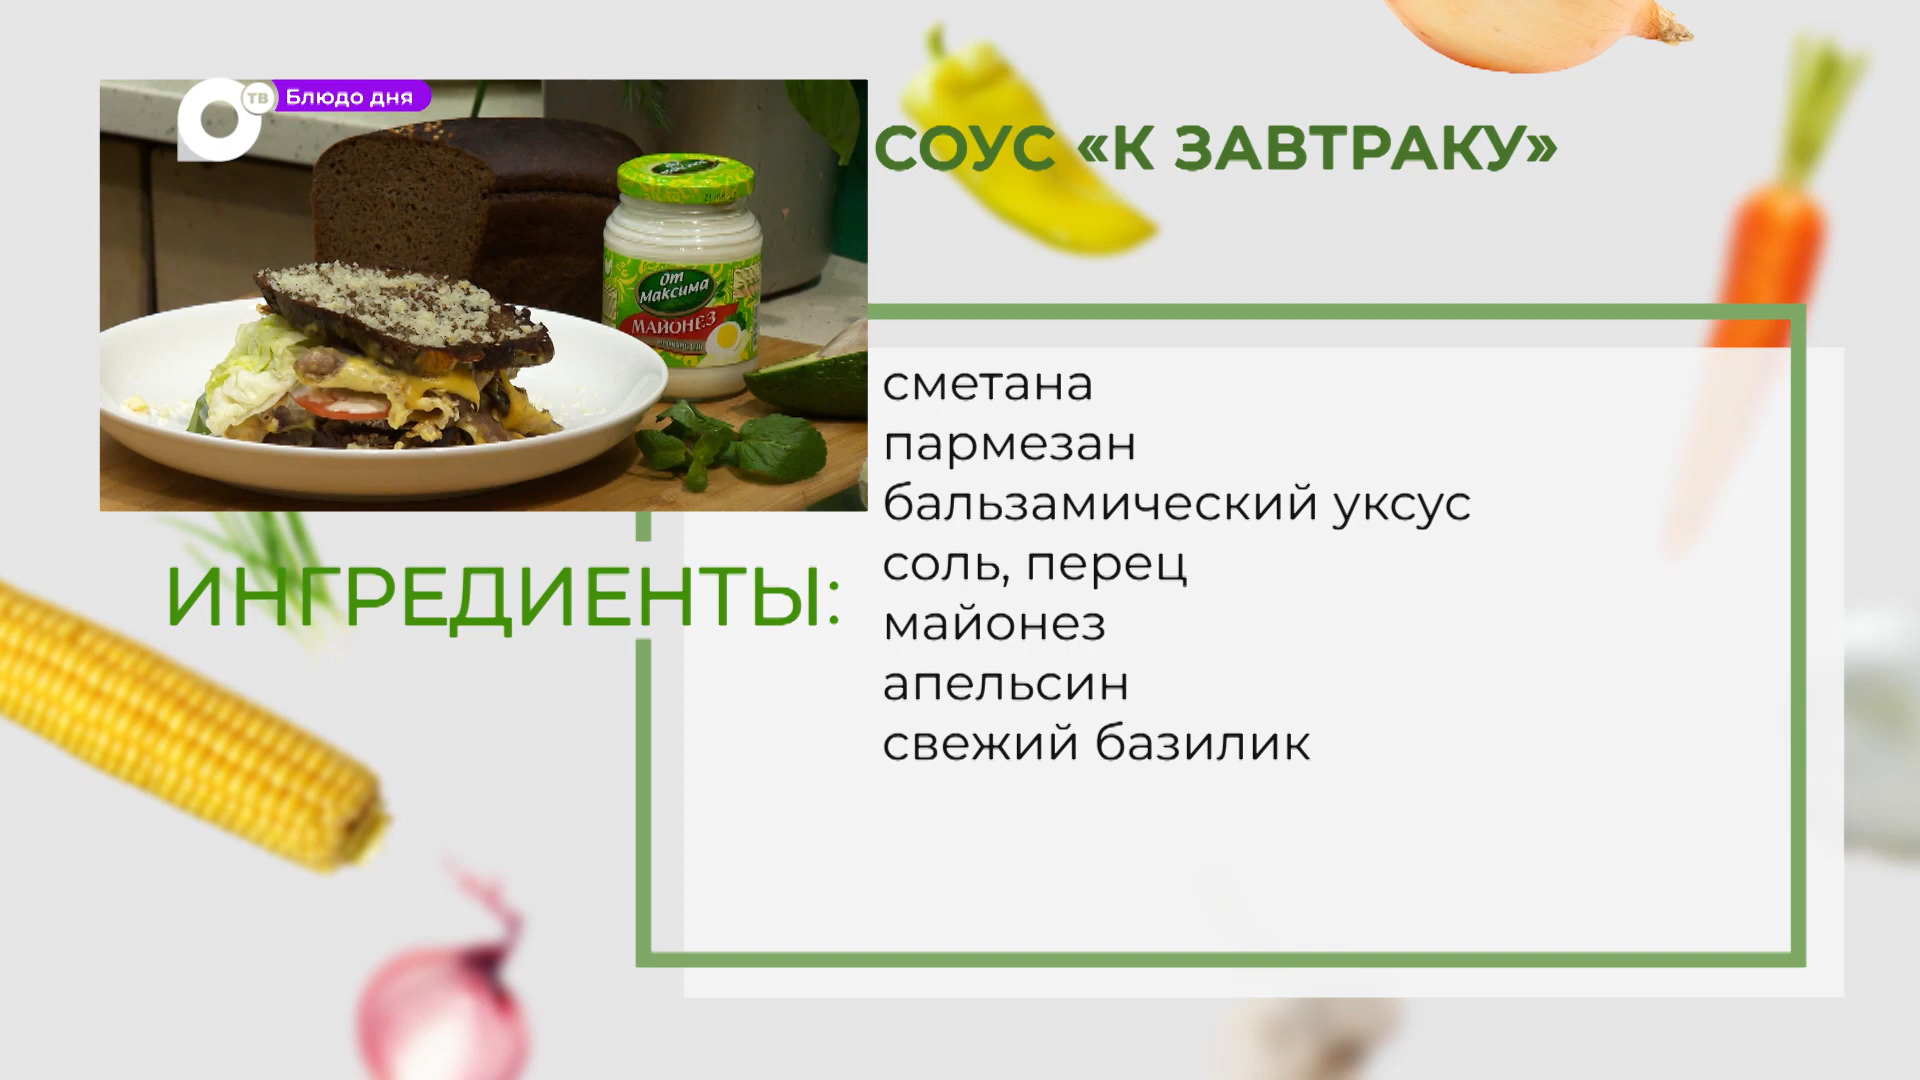 ТВ
Блюдо дня
СОУС «К ЗАВТРАКУ»
от
Максима
МАЙОНЕЗ
ИНГРЕДИЕНТЫ:
сметана
пармезан
бальзамический уксус
соль, перец
майонез
апельсин
свежий базилик